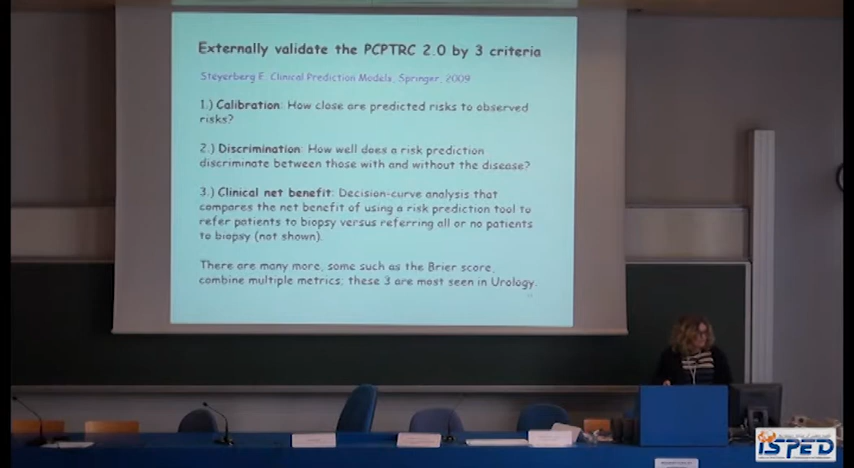 Externally validate the PCPTRC 2.0 by 3 criteria
Steyerberg E. Clinical Prediction Models, Springer, 2009
1.) Calibration: How close are predicted risks to observed
risks?
2.) Discrimination: How well does a risk prediction
discriminate between those with and without the disease?
3.) Clinical net benefit: Decision-curve analysis that
compares the net benefit of using a risk prediction tool to
refer patients to biopsy versus referring all or no patients
to biopsy (not shown).
There are many more, some such as the Brier score,
combine multiple metrics; these 3 are most seen in Urology.
ISPED